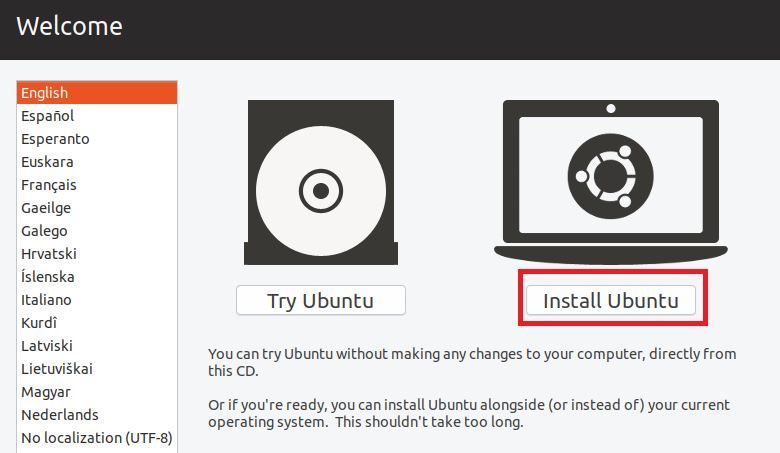 Welcome
English
Español
Esperanto
Euskara
Français
Gaeilge
Galego
Hrvatski
Íslenska
Italiano
Kurdî
Latviski
Lietuviškai
Magyar
Nederlands
No localization (UTF-8)
Try Ubuntu
Install Ubuntu
You can try Ubuntu without making any changes to your computer, directly from
this CD.
Or if you're ready, you can install Ubuntu alongside (or instead of) your current
operating system.  This shouldn't take too long.